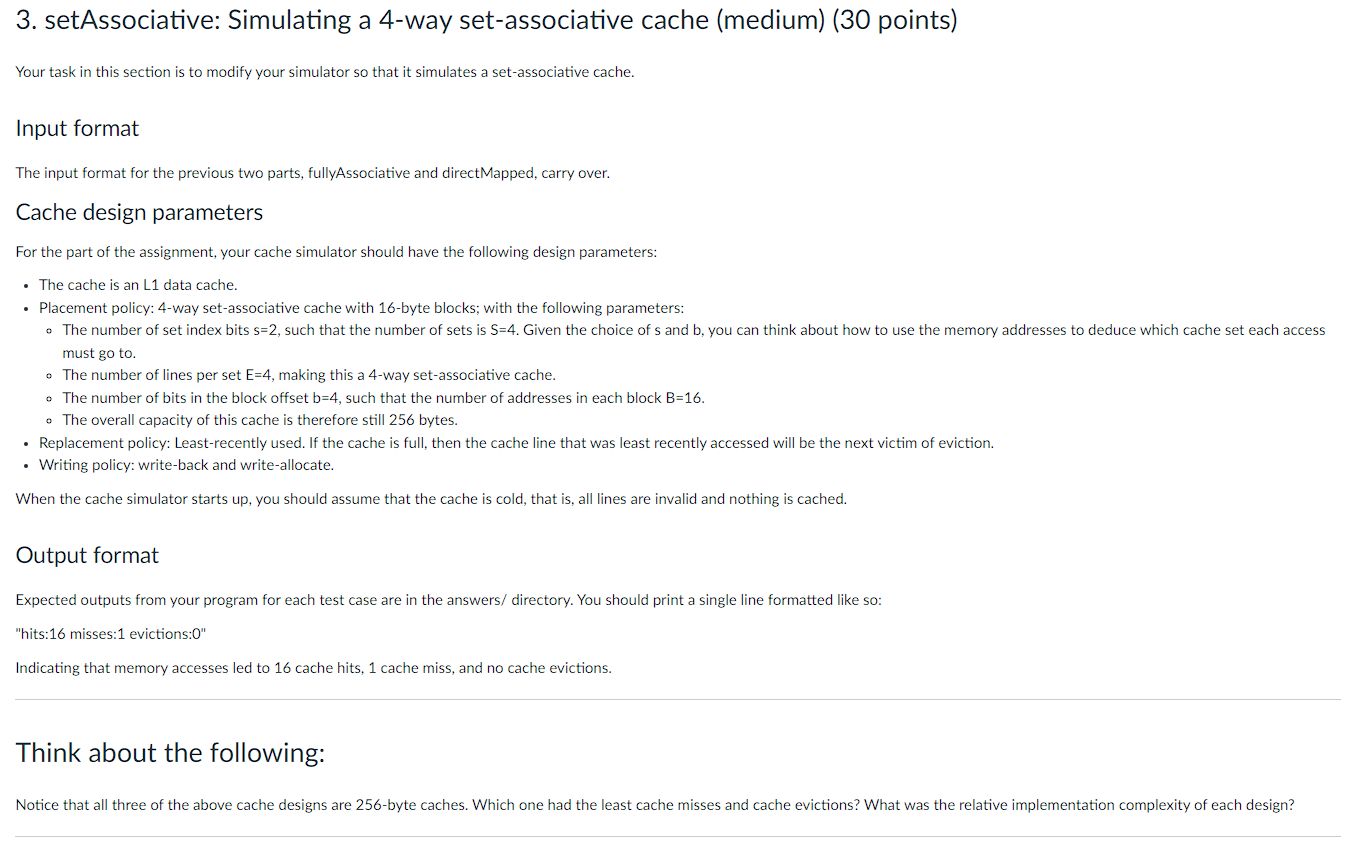 3. setAssociative: Simulating a 4-way set-associative cache (medium) (30 points)
Your task in this section is to modify your simulator so that it simulates a set-associative cache.
Input format
The input format for the previous two parts, fullyAssociative and directMapped, carry over.
Cache design parameters
For the part of the assignment, your cache simulator should have the following design parameters:
• The cache is an L1 data cache.
• Placement policy: 4-way set-associative cache with 16-byte blocks; with the following parameters:
◦ The number of set index bits s=2, such that the number of sets is S=4. Given the choice of s and b, you can think about how to use the memory addresses to deduce which cache set each access
must go to.
◦ The number of lines per set E=4, making this a 4-way set-associative cache.
◦ The number of bits in the block offset b=4, such that the number of addresses in each block B=16.
◦ The overall capacity of this cache is therefore still 256 bytes.
• Replacement policy: Least-recently used. If the cache is full, then the cache line that was least recently accessed will be the next victim of eviction.
• Writing policy: write-back and write-allocate.
When the cache simulator starts up, you should assume that the cache is cold, that is, all lines are invalid and nothing is cached.
Output format
Expected outputs from your program for each test case are in the answers/ directory. You should print a single line formatted like so:
"hits:16 misses:1 evictions:0"
Indicating that memory accesses led to 16 cache hits, 1 cache miss, and no cache evictions.
Think about the following:
Notice that all three of the above cache designs are 256-byte caches. Which one had the least cache misses and cache evictions? What was the relative implementation complexity of each design?